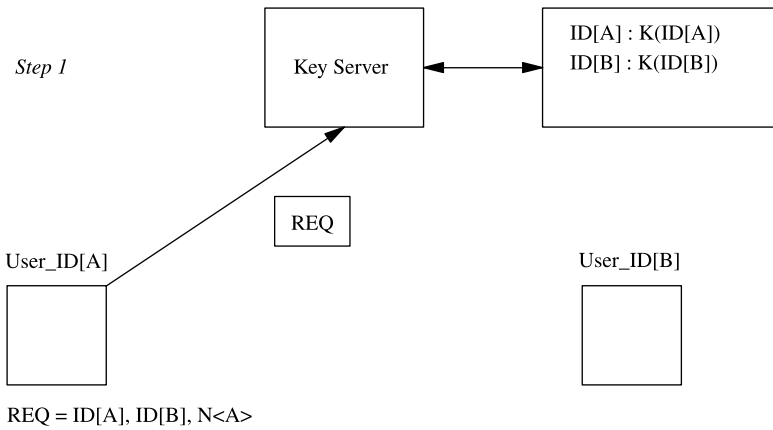 ID[A] : K(ID[A])
Step 1
Key Server
ID[B] : K(ID[B])
REQ
User_ID[A]
User_ID[B]
REQ = ID[A], ID[B], N<A>